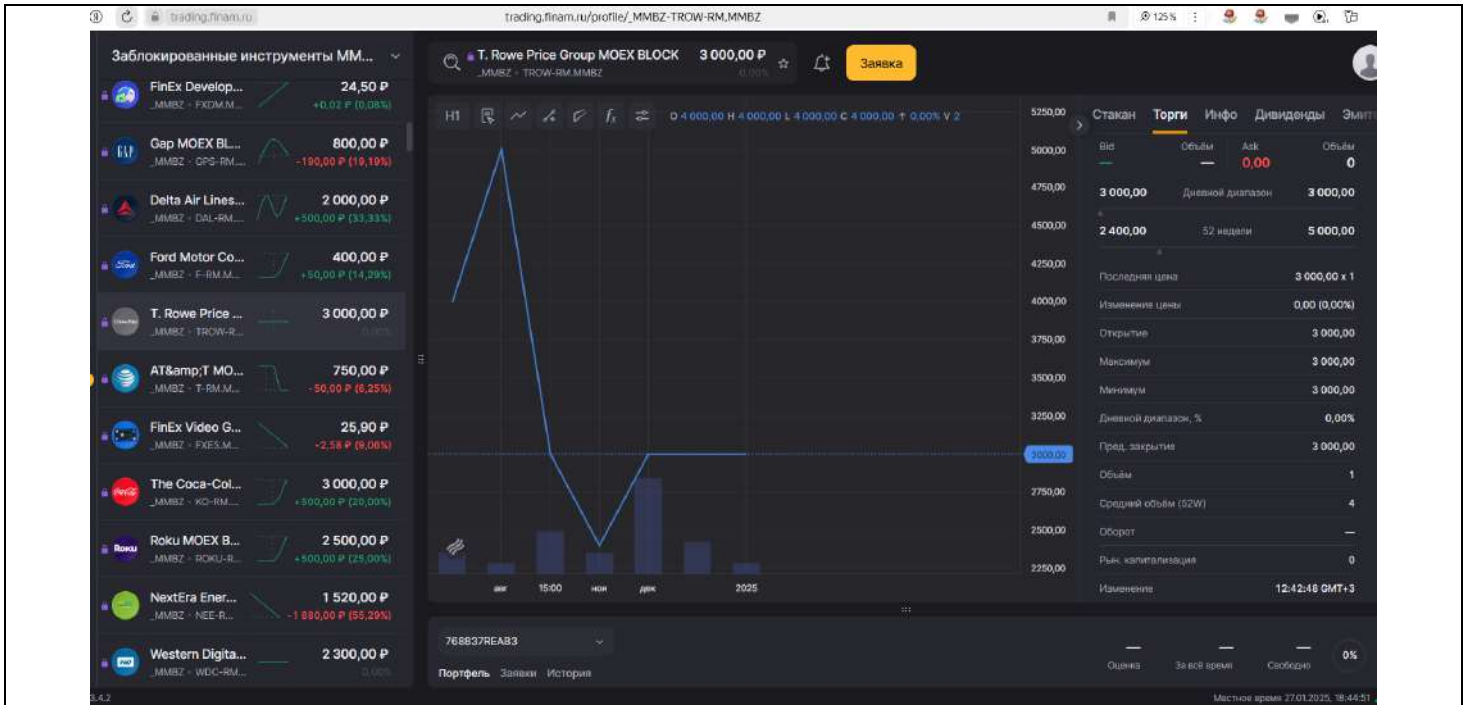 trading.finam.ru
trading.finam.ru/profile/_MMBZ-TROW-RM.MMBZ
125 %
Заблокированные инструменты MM...
T. Rowe Price Group MOEX BLOCK 3 000,00 ₽
_MMBZ · TROW-RM.MMBZ 0,00%
Заявка
FinEx Develop... 24,50 ₽
_MMBZ · FXDM.M... +0,02 ₽ (0,08%)
Gap MOEX BL... 800,00 ₽
_MMBZ · GPS-RM.... -190,00 ₽ (19,19%)
Delta Air Lines... 2 000,00 ₽
_MMBZ · DAL-RM.... +500,00 ₽ (33,33%)
Ford Motor Co... 400,00 ₽
_MMBZ · F-RM.M... +50,00 ₽ (14,29%)
T. Rowe Price ... 3 000,00 ₽
_MMBZ · TROW-R... 0,00%
AT&amp;T MO... 750,00 ₽
_MMBZ · T-RM.M... -50,00 ₽ (6,25%)
FinEx Video G... 25,90 ₽
_MMBZ · FXES.M... -2,58 ₽ (9,06%)
The Coca-Col... 3 000,00 ₽
_MMBZ · KO-RM.... +500,00 ₽ (20,00%)
Roku MOEX B... 2 500,00 ₽
_MMBZ · ROKU-R... +500,00 ₽ (25,00%)
NextEra Ener... 1 520,00 ₽
_MMBZ · NEE-R... -1 880,00 ₽ (55,29%)
Western Digita... 2 300,00 ₽
_MMBZ · WDC-RM... 0,00%
3.4.2
H1 O 4 000,00 H 4 000,00 L 4 000,00 C 4 000,00 0,00% V 2
5250,00
5000,00
4750,00
4500,00
4250,00
4000,00
3750,00
3500,00
3250,00
3000,00
2750,00
2500,00
2250,00
авг 15:00 ноя дек 2025
Стакан Торги Инфо Дивиденды Эмит
Bid Объём Ask Объём
— — 0,00 0
3 000,00 Дневной диапазон 3 000,00
2 400,00 52 недели 5 000,00
Последняя цена 3 000,00 x 1
Изменение цены 0,00 (0,00%)
Открытие 3 000,00
Максимум 3 000,00
Минимум 3 000,00
Дневной диапазон, % 0,00%
Пред. закрытие 3 000,00
Объём 1
Средний объём (52W) 4
Оборот —
Рын. капитализация 0
Изменение 12:42:48 GMT+3
768837REAB3
Портфель Заявки История
— — — 0%
Оценка За всё время Свободно
Местное время 27.01.2025, 18:44:51